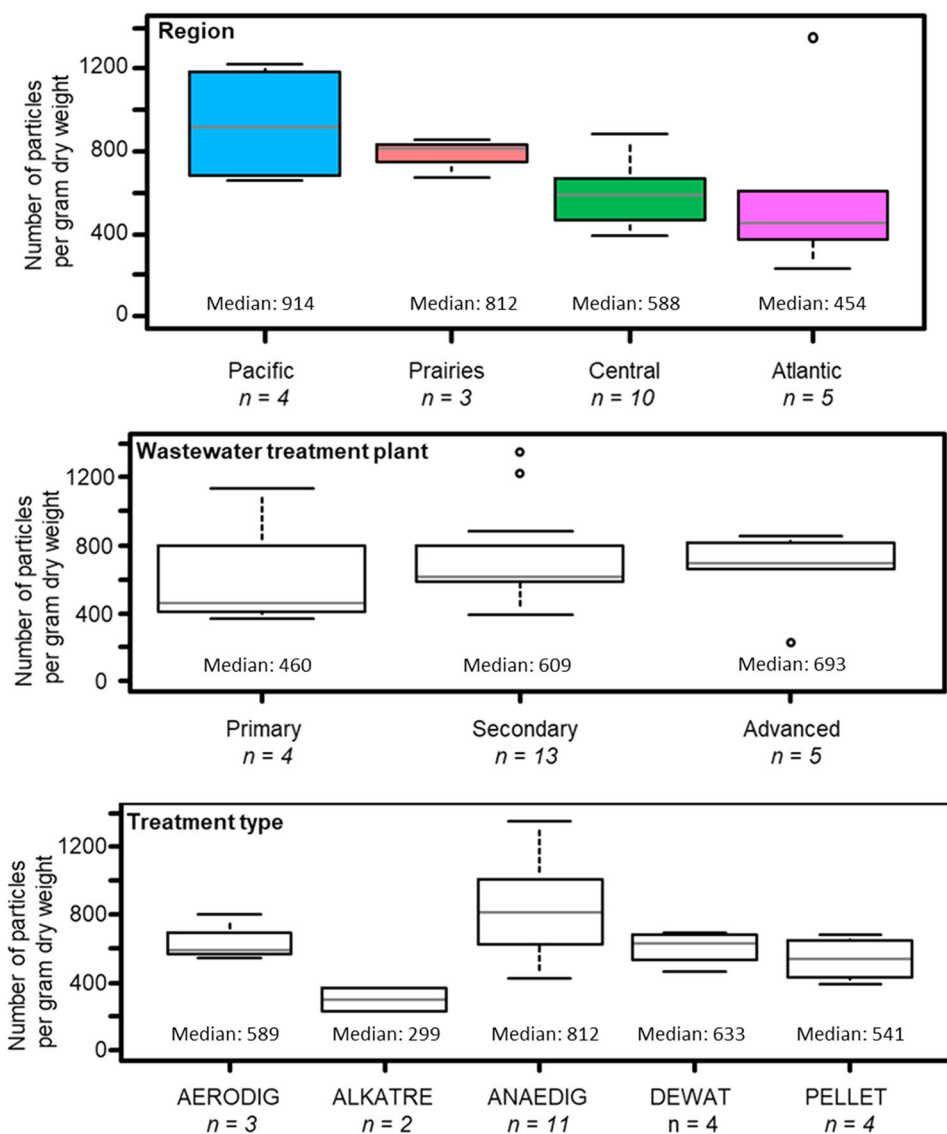 Region
Number of particles
per gram dry weight
1200
800
400
0
Median: 914
Median: 812
Median: 588
Median: 454
Pacific
Prairies
Central
Atlantic
n = 4
n = 3
n = 10
n = 5
Wastewater treatment plant
Number of particles
per gram dry weight
1200
800
400
0
Median: 460
Median: 609
Median: 693
Primary
Secondary
Advanced
n = 4
n = 13
n = 5
Treatment type
Number of particles
per gram dry weight
1200
800
400
0
Median: 589
Median: 299
Median: 812
Median: 633
Median: 541
AERODIG
ALKATRE
ANAEDIG
DEWAT
PELLET
n = 3
n = 2
n = 11
n = 4
n = 4